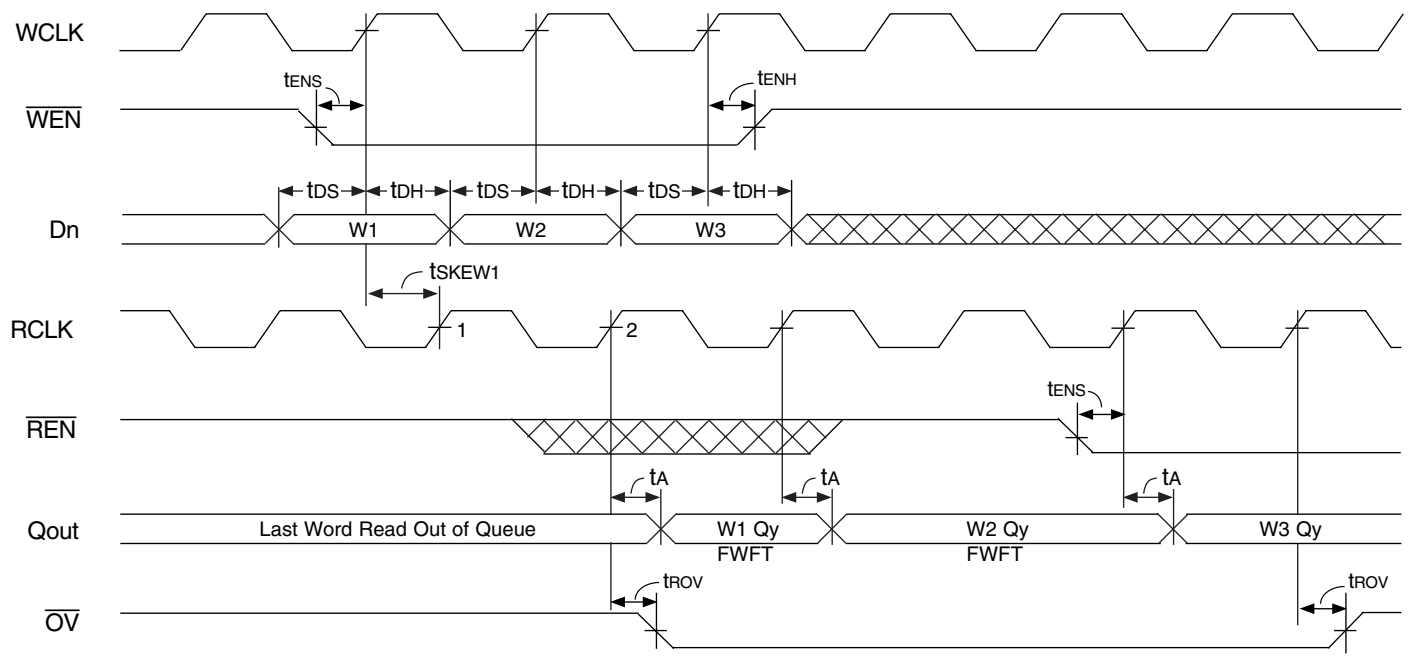 WCLK
tENS
tENH
WEN
tDS tDH tDS tDH tDS tDH
Dn
W1 W2 W3
tSKEW1
RCLK
1 2
tENS
REN
tA tA tA
Qout
Last Word Read Out of Queue W1 Qy W2 Qy W3 Qy
FWFT FWFT
tROV tROV
OV